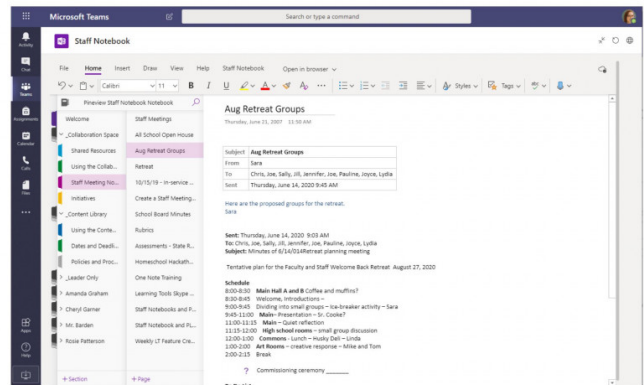 Microsoft Teams
Search or type a command
Activity
Staff Notebook
Chat
File Home Insert Draw View Help Staff Notebook Open in browser
Teams
Calibri 11 B I U Styles Tags
Assignments
Pineview Staff Notebook Notebook
Calendar
Calls
Files
Apps
Help
Welcome
_Collaboration Space
Shared Resources
Using the Collab...
Staff Meeting No...
Initiatives
_Content Library
Using the Conte...
Dates and Deadli...
Policies and Proc...
_Leader Only
Amanda Graham
Cheryl Garner
Mr. Barden
Rosie Patterson
+ Section
Staff Meetings
All School Open House
Aug Retreat Groups
Retreat
10/15/19 - In-service ...
Create a Staff Meeting...
School Board Minutes
Rubrics
Assessments - State R...
Homeschool Hackath...
One Note Training
Learning Tools Skype ...
Staff Notebooks and P...
Staff Notebook and PL...
Weekly LT Feature Cre...
+ Page
Aug Retreat Groups
Thursday, June 21, 2007 11:50 AM
Subject Aug Retreat Groups
From Sara
To Chris, Joe, Sally, Jill, Jennifer, Joe, Pauline, Joyce, Lydia
Sent Thursday, June 14, 2020 9:45 AM
Here are the proposed groups for the retreat.
Sara
Sent: Thursday, June 14, 2020 9:03 AM
To: Chris, Joe, Sally, Jill, Jennifer, Joe, Pauline, Joyce, Lydia
Subject: Minutes of 6/14/014Retreat planning meeting
Tentative plan for the Faculty and Staff Welcome Back Retreat August 27, 2020
Schedule
8:00-8:30 Main Hall A and B Coffee and muffins?
8:30-8:45 Welcome, Introductions –
9:00-9:45 Dividing into small groups – ice-breaker activity – Sara
9:45-11:00 Main– Presentation – Sr. Cooke?
11:00-11:15 Main – Quiet reflection
11:15-12:00 High school rooms – small group discussion
12:00-1:00 Commons - Lunch – Husky Deli – Linda
1:00-2:00 Art Rooms – creative response – Mike and Tom
2:00-2:15 Break
? Commissioning ceremony _______